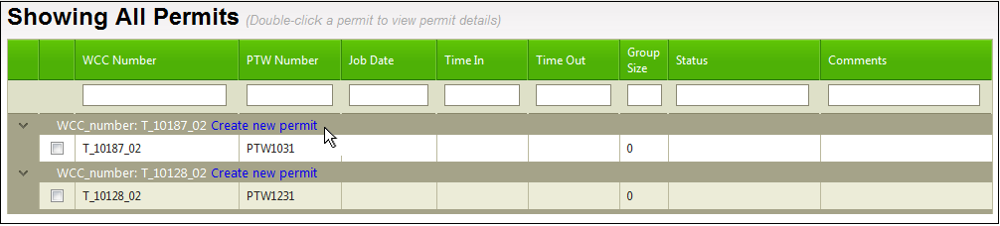 Showing All Permits (Double-click a permit to view permit details)
WCC Number PTW Number Job Date Time In Time Out Group Size Status Comments
WCC_number: T_10187_02 Create new permit
T_10187_02 PTW1031 0
WCC_number: T_10128_02 Create new permit
T_10128_02 PTW1231 0